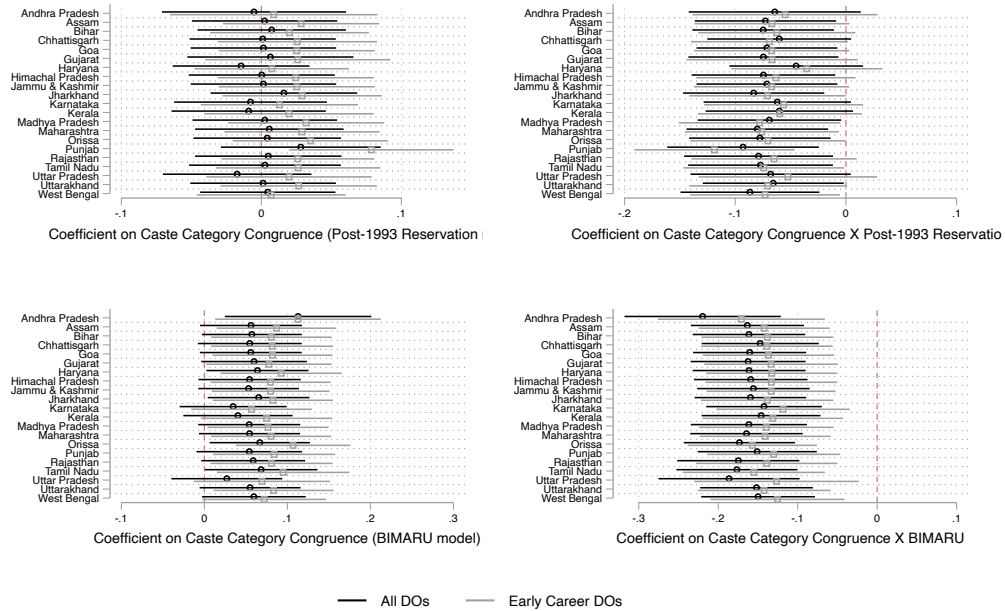 Andhra Pradesh
Assam
Bihar
Chhattisgarh
Goa
Gujarat
Haryana
Himachal Pradesh
Jammu & Kashmir
Jharkhand
Karnataka
Kerala
Madhya Pradesh
Maharashtra
Orissa
Punjab
Rajasthan
Tamil Nadu
Uttar Pradesh
Uttarakhand
West Bengal
-.1 0 .1
Coefficient on Caste Category Congruence (Post-1993 Reservation
Andhra Pradesh
Assam
Bihar
Chhattisgarh
Goa
Gujarat
Haryana
Himachal Pradesh
Jammu & Kashmir
Jharkhand
Karnataka
Kerala
Madhya Pradesh
Maharashtra
Orissa
Punjab
Rajasthan
Tamil Nadu
Uttar Pradesh
Uttarakhand
West Bengal
-.2 -.1 0 .1
Coefficient on Caste Category Congruence X Post-1993 Reservatio
Andhra Pradesh
Assam
Bihar
Chhattisgarh
Goa
Gujarat
Haryana
Himachal Pradesh
Jammu & Kashmir
Jharkhand
Karnataka
Kerala
Madhya Pradesh
Maharashtra
Orissa
Punjab
Rajasthan
Tamil Nadu
Uttar Pradesh
Uttarakhand
West Bengal
-.1 0 .1 .2 .3
Coefficient on Caste Category Congruence (BIMARU model)
Andhra Pradesh
Assam
Bihar
Chhattisgarh
Goa
Gujarat
Haryana
Himachal Pradesh
Jammu & Kashmir
Jharkhand
Karnataka
Kerala
Madhya Pradesh
Maharashtra
Orissa
Punjab
Rajasthan
Tamil Nadu
Uttar Pradesh
Uttarakhand
West Bengal
-.3 -.2 -.1 0 .1
Coefficient on Caste Category Congruence X BIMARU
All DOs Early Career DOs